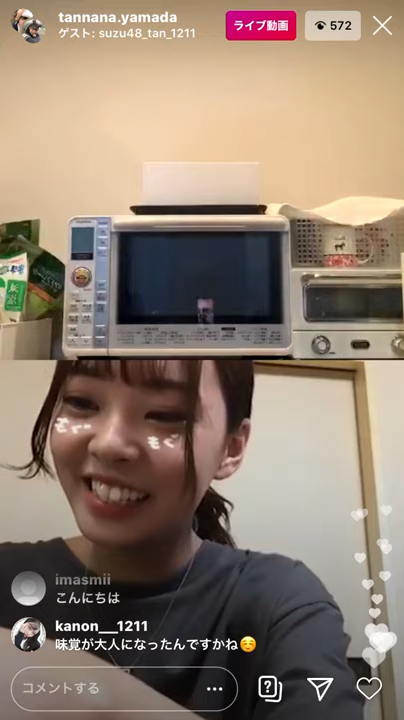 tannana.yamada
ゲスト: suzu48_tan_1211
ライブ動画
572
imasmii
こんにちは
kanon__1211
味覚が大人になったんですかね☺️
コメントする